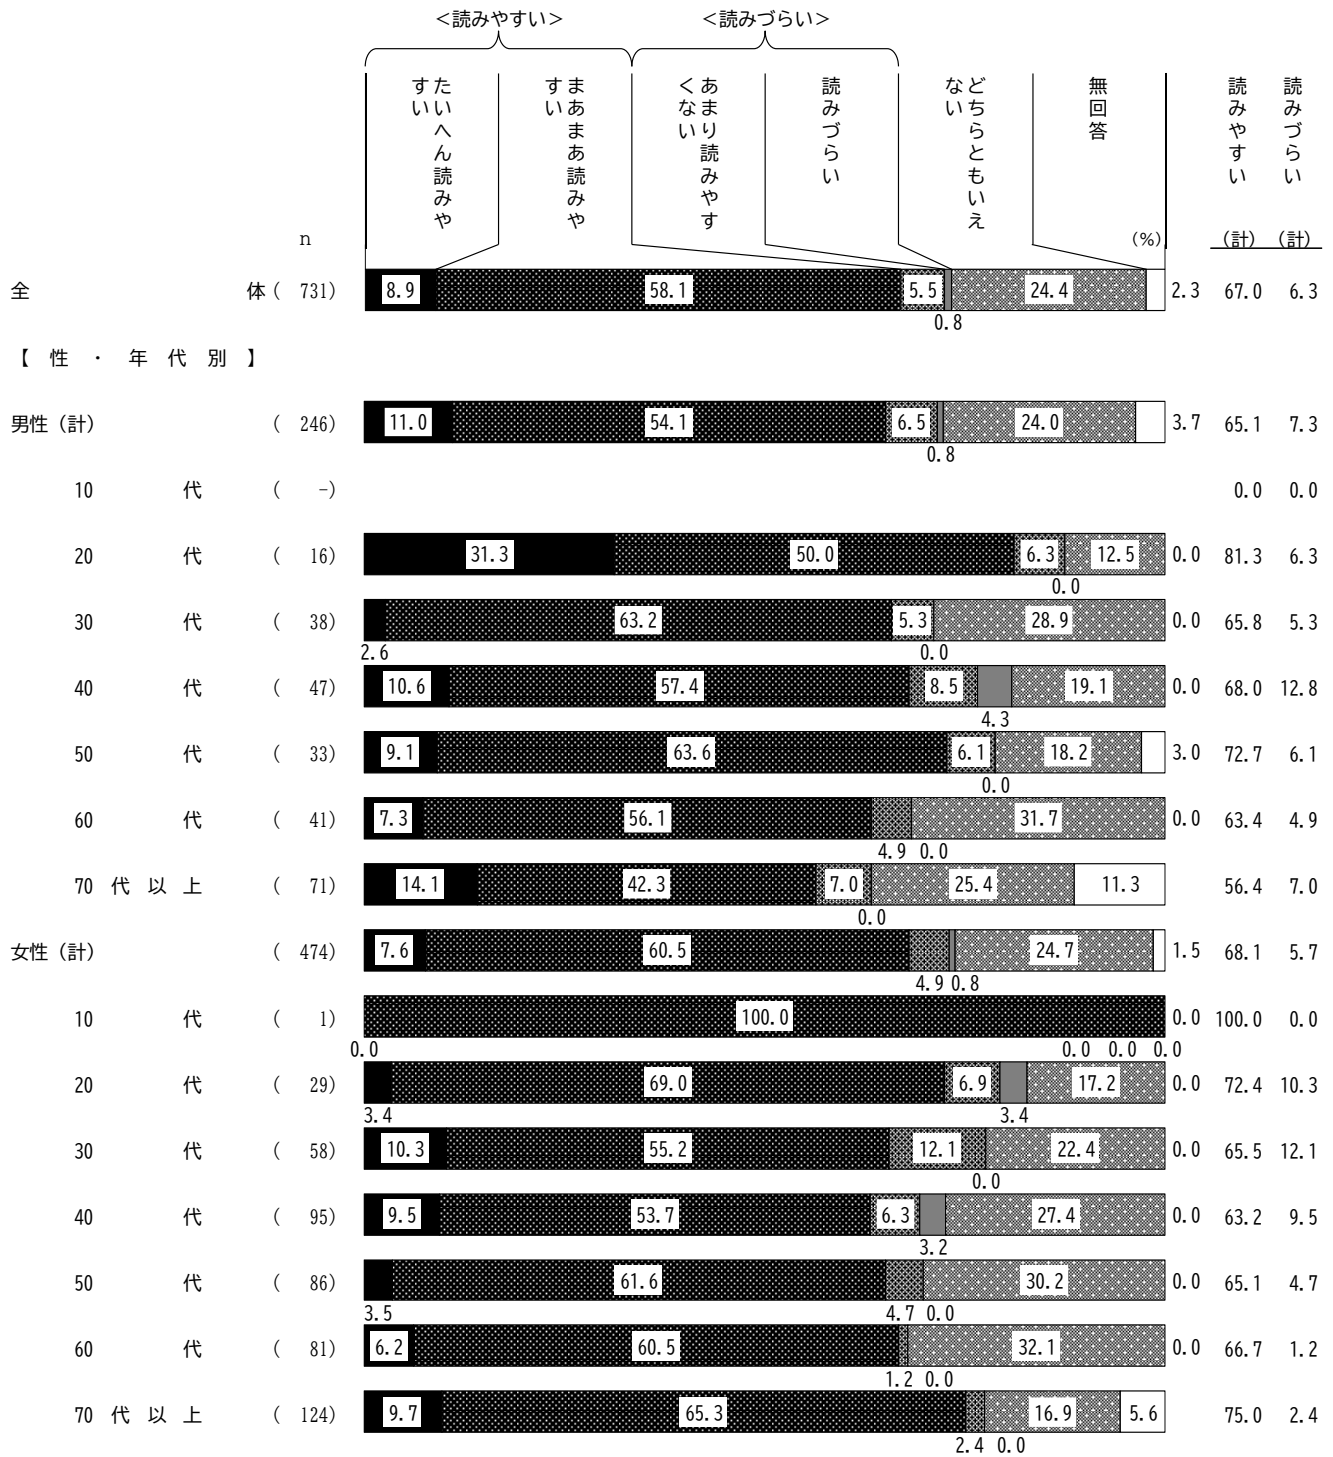 <読みやすい> <読みづらい>
たいへん読みやすい
まあまあ読みやすい
あまり読みやすくない
読みづらい
どちらともいえない
無回答
読みやすい
読みづらい
n (%) (計) (計)
全体 ( 731) 8.9 58.1 5.5 24.4 2.3 67.0 6.3
0.8
【性・年代別】
男性(計) ( 246) 11.0 54.1 6.5 24.0 3.7 65.1 7.3
0.8
10代 ( -) 0.0 0.0
20代 ( 16) 31.3 50.0 6.3 12.5 0.0 81.3 6.3
0.0
30代 ( 38) 63.2 5.3 28.9 0.0 65.8 5.3
2.6 0.0
40代 ( 47) 10.6 57.4 8.5 19.1 0.0 68.0 12.8
4.3
50代 ( 33) 9.1 63.6 6.1 18.2 3.0 72.7 6.1
0.0
60代 ( 41) 7.3 56.1 31.7 0.0 63.4 4.9
4.9 0.0
70代以上 ( 71) 14.1 42.3 7.0 25.4 11.3 56.4 7.0
0.0
女性(計) ( 474) 7.6 60.5 24.7 1.5 68.1 5.7
4.9 0.8
10代 ( 1) 100.0 0.0 100.0 0.0
0.0 0.0 0.0 0.0
20代 ( 29) 69.0 6.9 17.2 0.0 72.4 10.3
3.4 3.4
30代 ( 58) 10.3 55.2 12.1 22.4 0.0 65.5 12.1
0.0
40代 ( 95) 9.5 53.7 6.3 27.4 0.0 63.2 9.5
3.2
50代 ( 86) 61.6 30.2 0.0 65.1 4.7
3.5 4.7 0.0
60代 ( 81) 6.2 60.5 32.1 0.0 66.7 1.2
1.2 0.0
70代以上 ( 124) 9.7 65.3 16.9 5.6 75.0 2.4
2.4 0.0